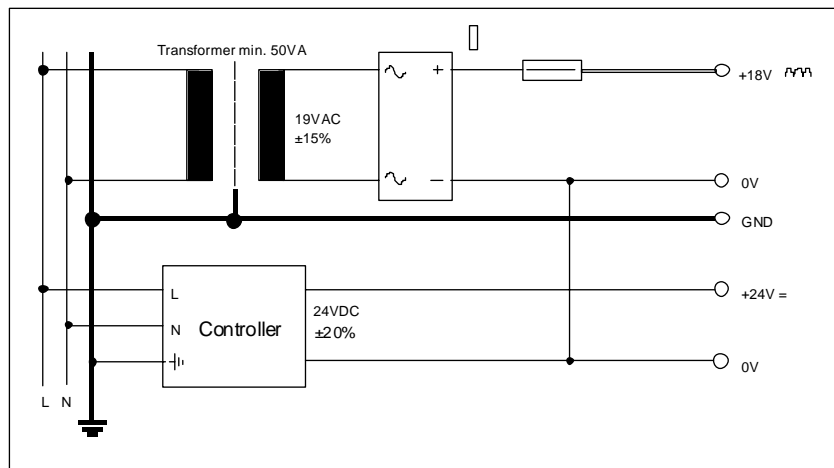 Transformer min. 50VA
+
+18V
19VAC
±15%
−
0V
GND
L
24VDC
+24V =
N
Controller
±20%
0V
L N